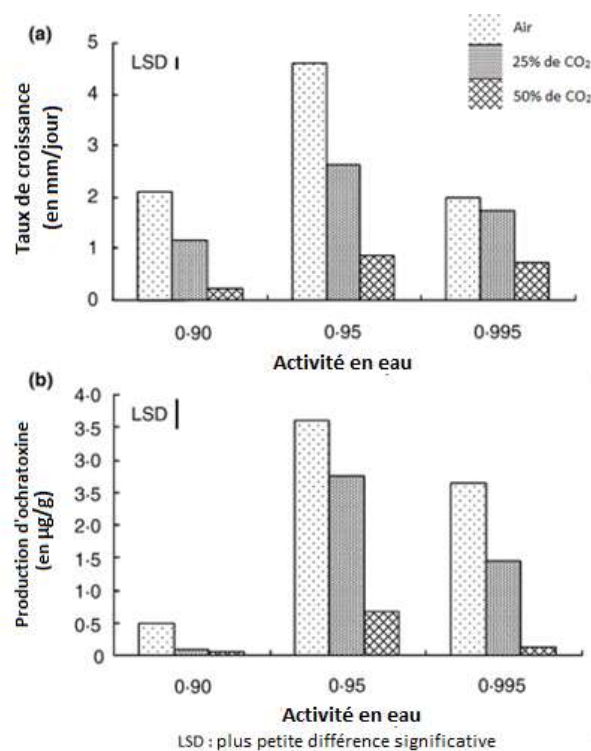 (a)
Air
25% de CO₂
50% de CO₂
LSD
5
4
3
2
1
0
Taux de croissance
(en mm/jour)
0·90
0·95
0·995
Activité en eau
(b)
LSD
4·0
3·5
3·0
3·5
2·0
1·5
1·0
0·5
0
Production d'ochratoxine
(en µg/g)
0·90
0·95
0·995
Activité en eau
LSD : plus petite différence significative